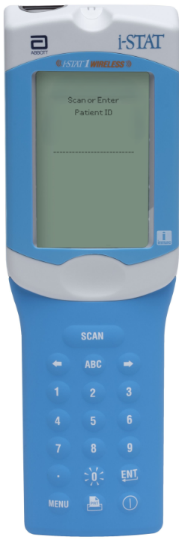 a
ABBOTT
i-STAT
i-STAT 1 WIRELESS
Scan or Enter
Patient ID
i
SCAN
← ABC →
1 2 3
4 5 6
7 8 9
. 0 ENT
MENU